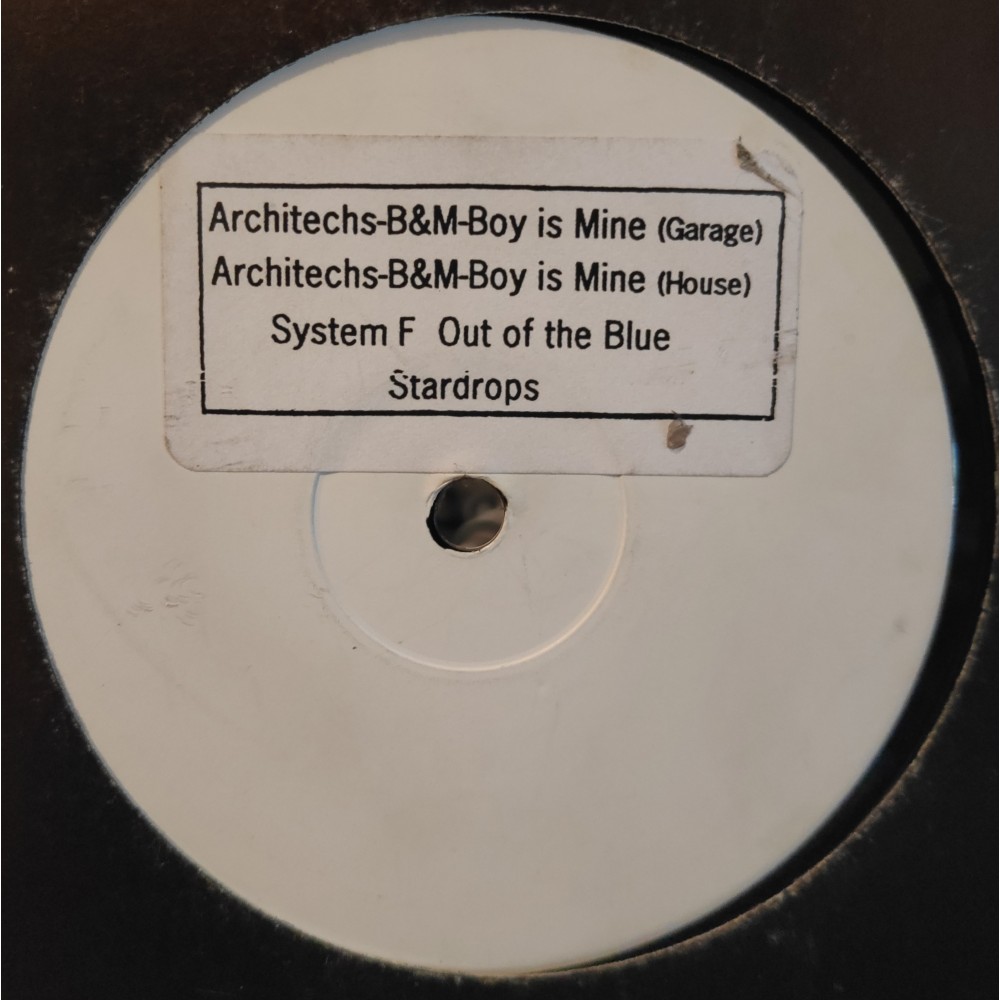 Architechs-B&M-Boy is Mine (Garage)
Architechs-B&M-Boy is Mine (House)
System F Out of the Blue
Stardrops